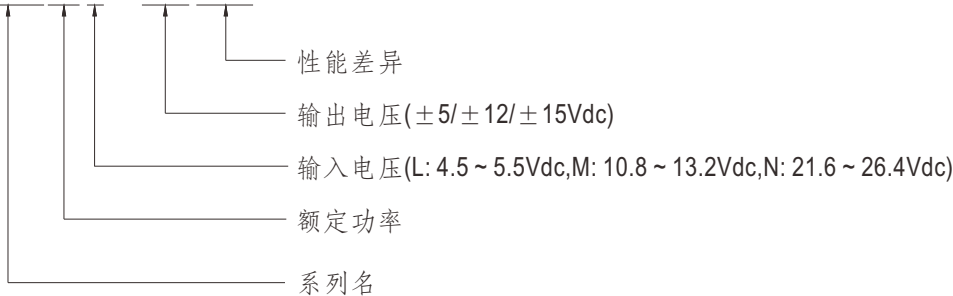 性能差异
输出电压(±5/±12/±15Vdc)
输入电压(L: 4.5~5.5Vdc,M: 10.8~13.2Vdc,N: 21.6~26.4Vdc)
额定功率
系列名